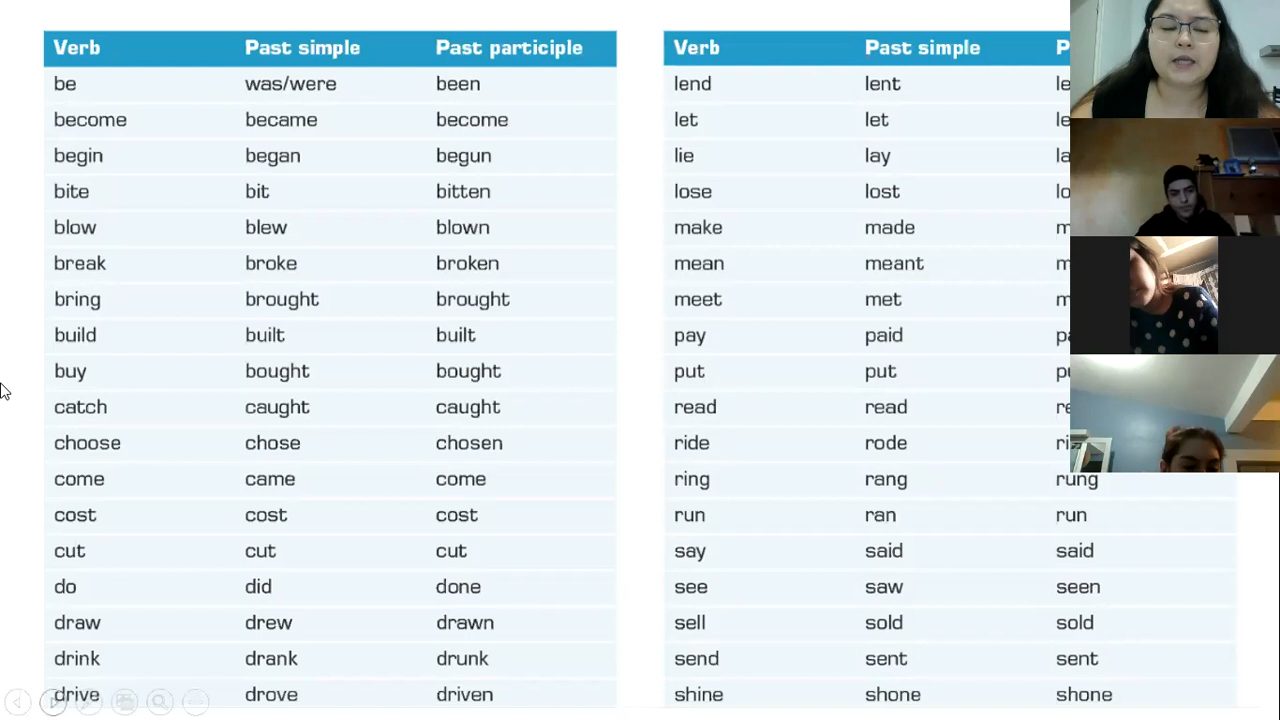 Verb Past simple Past participle
be was/were been
become became become
begin began begun
bite bit bitten
blow blew blown
break broke broken
bring brought brought
build built built
buy bought bought
catch caught caught
choose chose chosen
come came come
cost cost cost
cut cut cut
do did done
draw drew drawn
drink drank drunk
drive drove driven
Verb Past simple
lend lent
let let
lie lay
lose lost
make made
mean meant
meet met
pay paid
put put
read read
ride rode
ring rang rung
run ran run
say said said
see saw seen
sell sold sold
send sent sent
shine shone shone